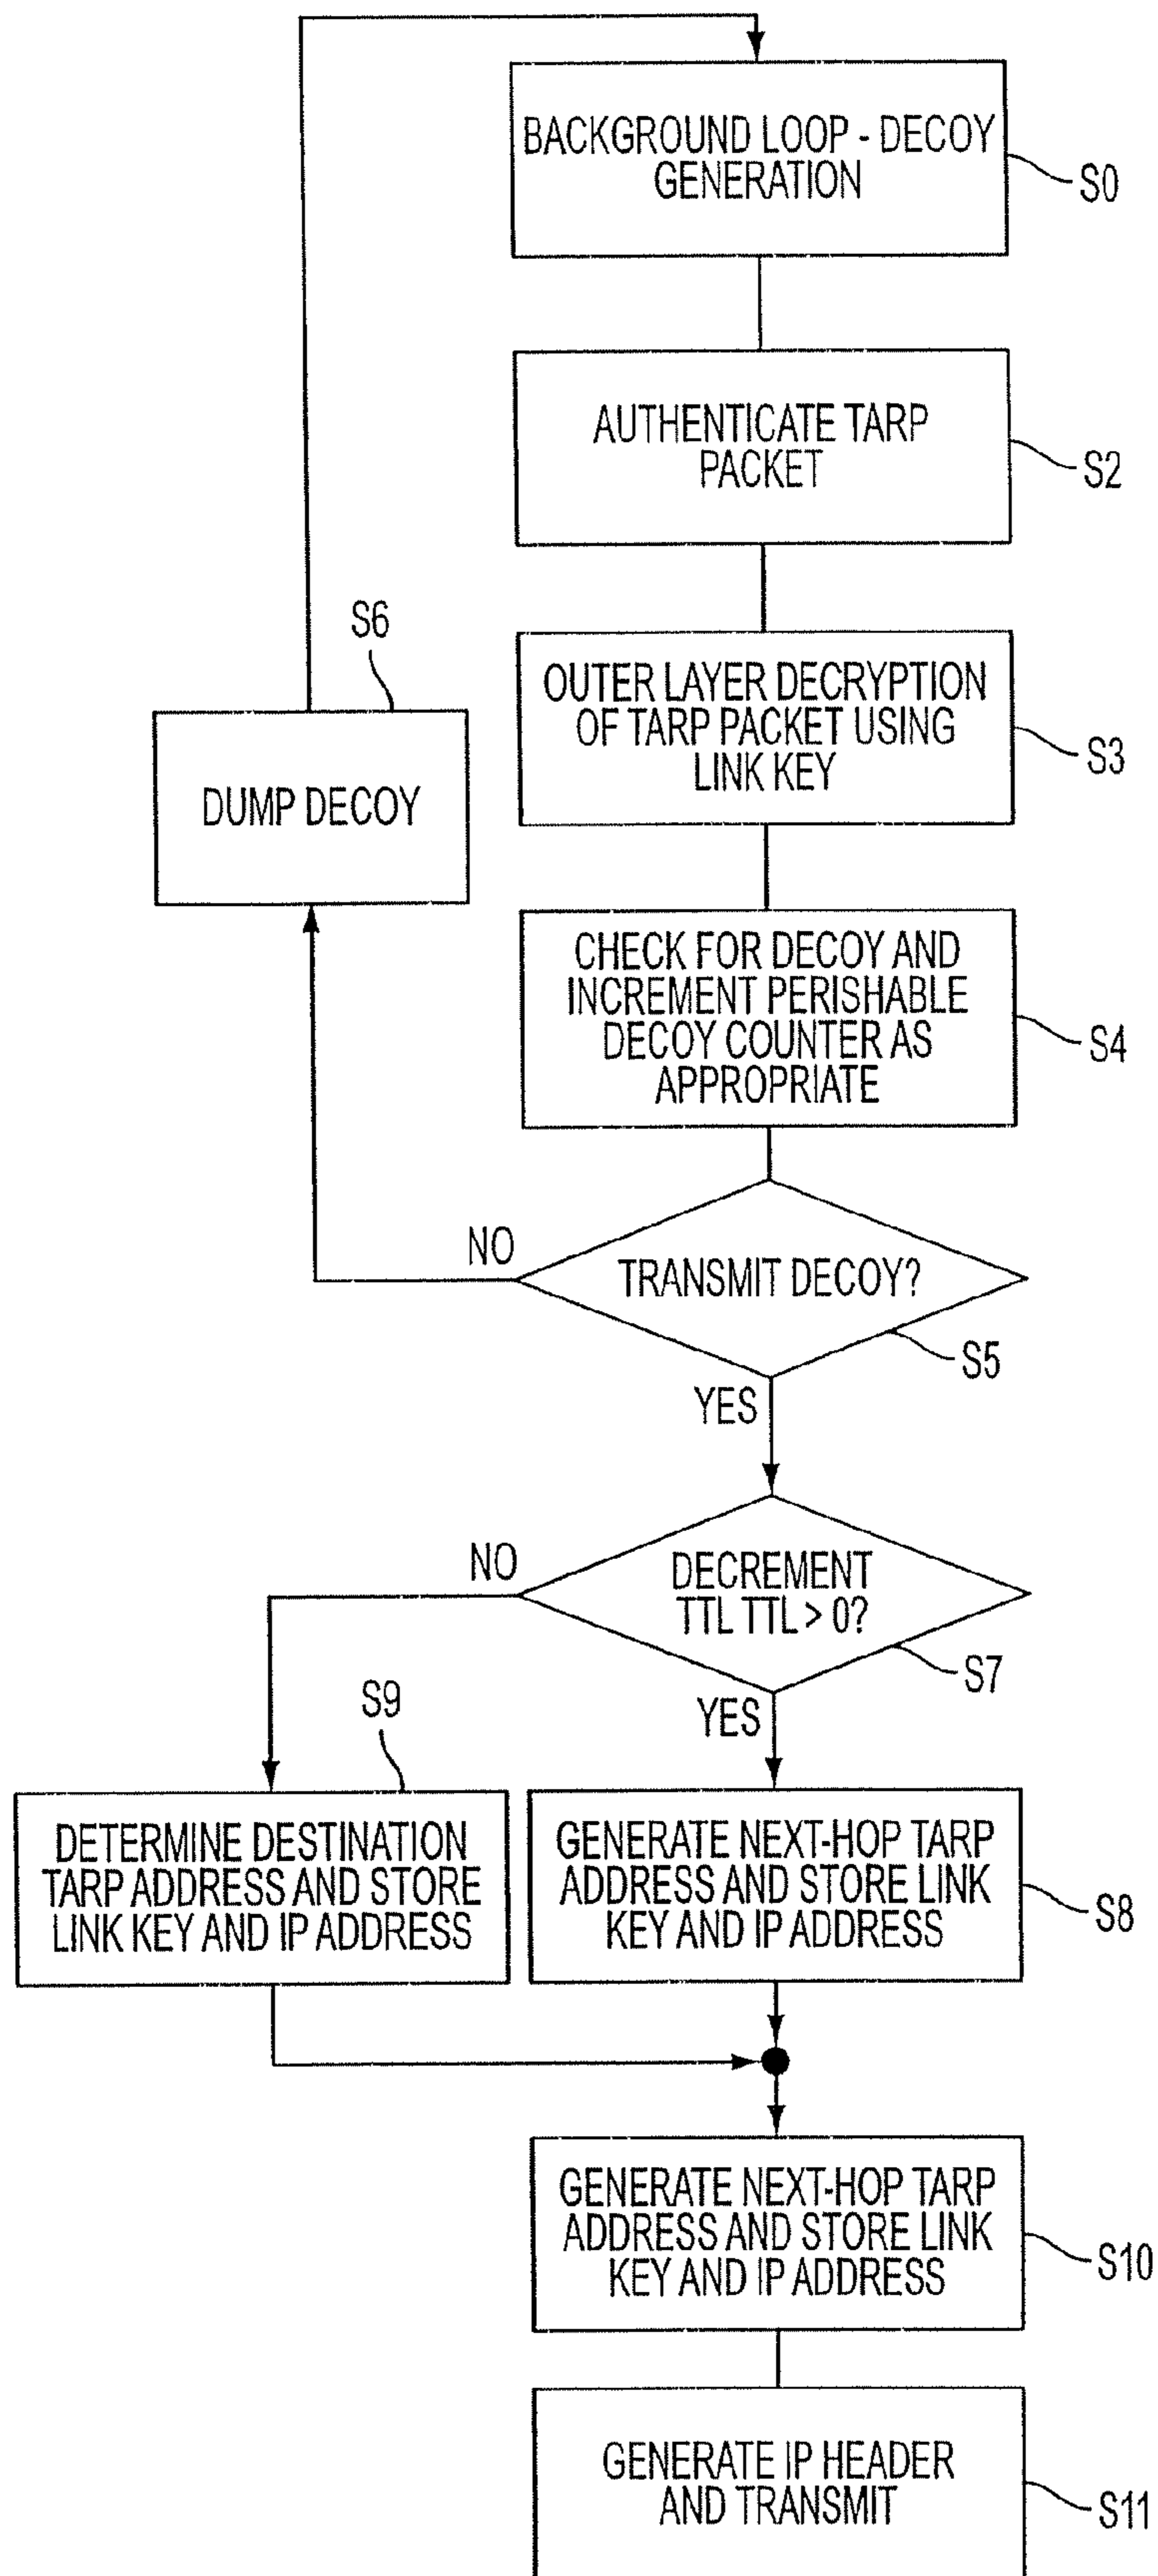 BACKGROUND LOOP - DECOY
GENERATION
S0
AUTHENTICATE TARP
PACKET
S2
OUTER LAYER DECRYPTION
OF TARP PACKET USING
LINK KEY
S3
S6
DUMP DECOY
CHECK FOR DECOY AND
INCREMENT PERISHABLE
DECOY COUNTER AS
APPROPRIATE
S4
NO
TRANSMIT DECOY?
S5
YES
NO
DECREMENT
TTL TTL > 0?
S7
YES
S9
DETERMINE DESTINATION
TARP ADDRESS AND STORE
LINK KEY AND IP ADDRESS
GENERATE NEXT-HOP TARP
ADDRESS AND STORE LINK
KEY AND IP ADDRESS
S8
GENERATE NEXT-HOP TARP
ADDRESS AND STORE LINK
KEY AND IP ADDRESS
S10
GENERATE IP HEADER
AND TRANSMIT
S11